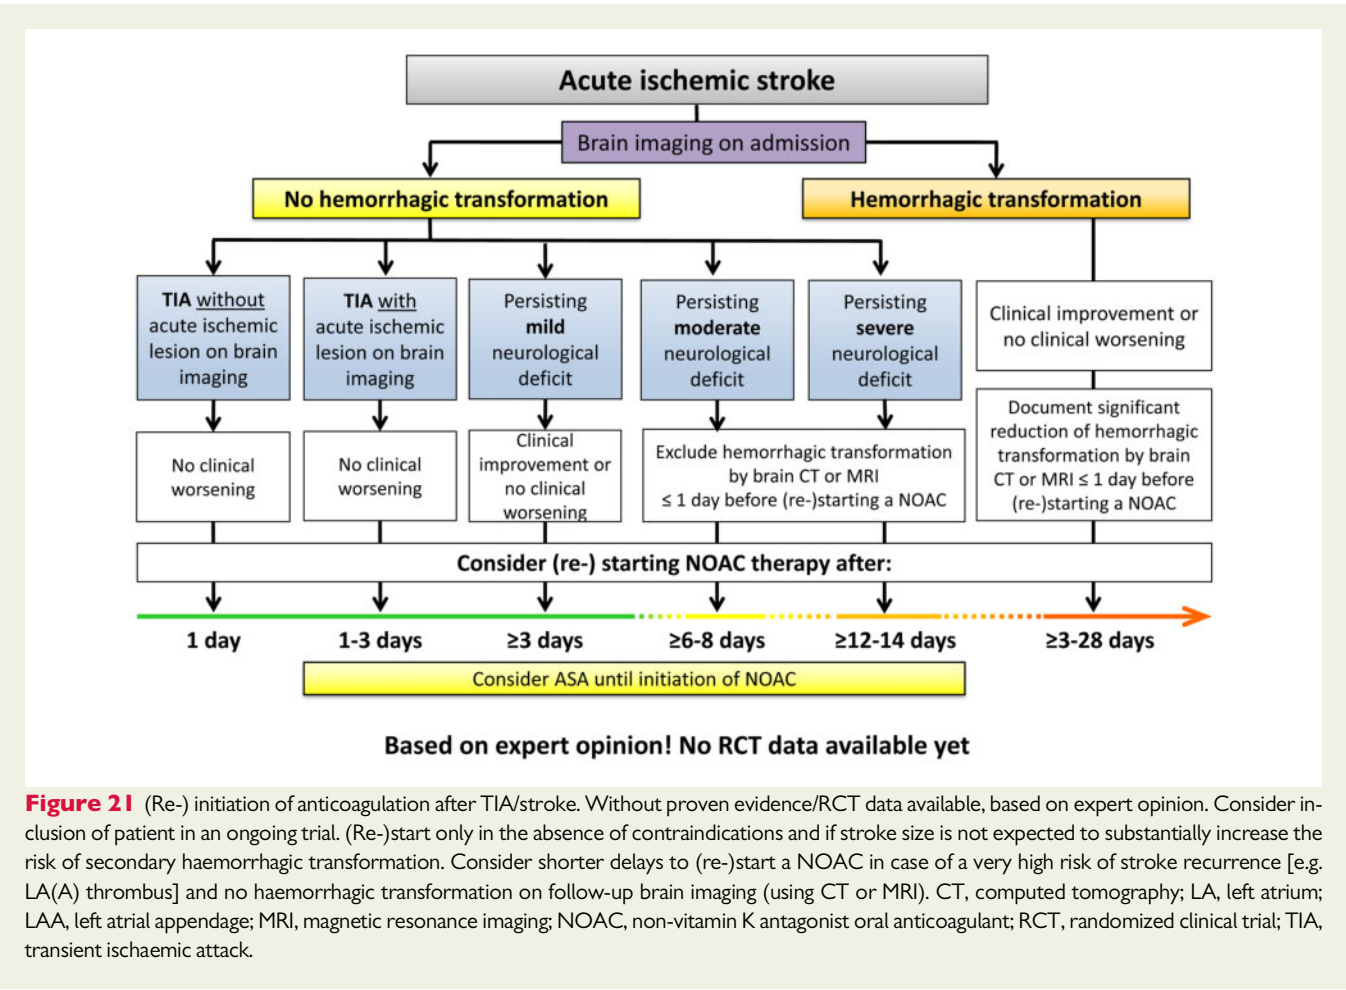 Acute ischemic stroke
Brain imaging on admission
No hemorrhagic transformation
Hemorrhagic transformation
TIA without
acute ischemic
lesion on brain
imaging
TIA with
acute ischemic
lesion on brain
imaging
Persisting
mild
neurological
deficit
Persisting
moderate
neurological
deficit
Persisting
severe
neurological
deficit
Clinical improvement or
no clinical worsening
No clinical
worsening
No clinical
worsening
Clinical
improvement or
no clinical
worsening
Exclude hemorrhagic transformation
by brain CT or MRI
≤ 1 day before (re-)starting a NOAC
Document significant
reduction of hemorrhagic
transformation by brain
CT or MRI ≤ 1 day before
(re-)starting a NOAC
Consider (re-) starting NOAC therapy after:
1 day
1-3 days
≥3 days
≥6-8 days
≥12-14 days
≥3-28 days
Consider ASA until initiation of NOAC
Based on expert opinion! No RCT data available yet
Figure 21 (Re-) initiation of anticoagulation after TIA/stroke. Without proven evidence/RCT data available, based on expert opinion. Consider in-
clusion of patient in an ongoing trial. (Re-)start only in the absence of contraindications and if stroke size is not expected to substantially increase the
risk of secondary haemorrhagic transformation. Consider shorter delays to (re-)start a NOAC in case of a very high risk of stroke recurrence [e.g.
LA(A) thrombus] and no haemorrhagic transformation on follow-up brain imaging (using CT or MRI). CT, computed tomography; LA, left atrium;
LAA, left atrial appendage; MRI, magnetic resonance imaging; NOAC, non-vitamin K antagonist oral anticoagulant; RCT, randomized clinical trial; TIA,
transient ischaemic attack.